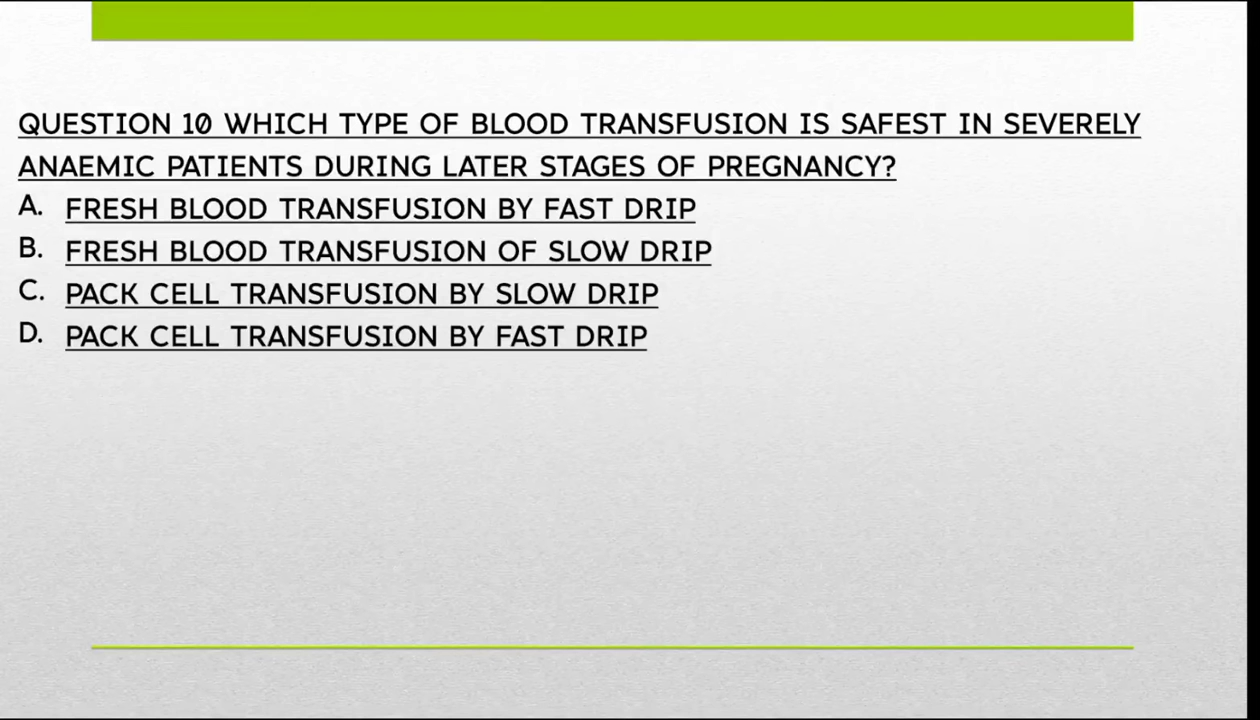 QUESTION 10 WHICH TYPE OF BLOOD TRANSFUSION IS SAFEST IN SEVERELY
ANAEMIC PATIENTS DURING LATER STAGES OF PREGNANCY?
A. FRESH BLOOD TRANSFUSION BY FAST DRIP
B. FRESH BLOOD TRANSFUSION OF SLOW DRIP
C. PACK CELL TRANSFUSION BY SLOW DRIP
D. PACK CELL TRANSFUSION BY FAST DRIP